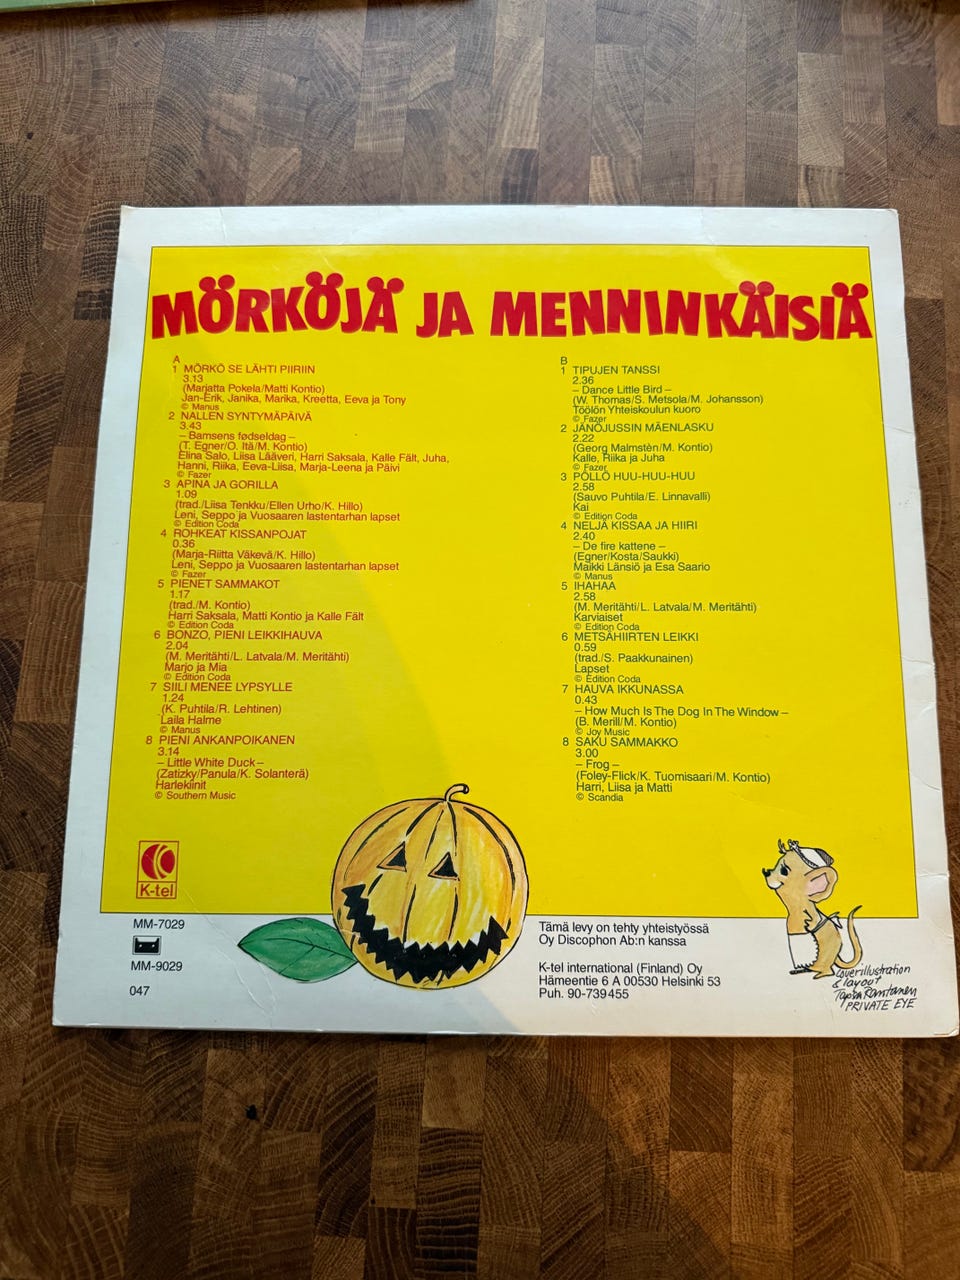 MÖRKÖJÄ JA MENNINKÄISIÄ
A
1 MÖRKÖ SE LÄHTI PIIRIIN
3.13
(Marjatta Pokela/Matti Kontio)
Jan-Erik, Janika, Marika, Kreetta, Eeva ja Tony
© Manus
2 NALLEN SYNTYMÄPÄIVÄ
3.43
– Bamsens fødseldag –
(T. Egner/O. Itä/M. Kontio)
Elina Salo, Liisa Lääveri, Harri Saksala, Kalle Fält, Juha,
Hanni, Riika, Eeva-Liisa, Marja-Leena ja Päivi
© Fazer
3 APINA JA GORILLA
1.09
(trad./Liisa Tenkku/Ellen Urho/K. Hillo)
Leni, Seppo ja Vuosaaren lastentarhan lapset
© Edition Coda
4 ROHKEAT KISSANPOJAT
0.36
(Marja-Riitta Väkevä/K. Hillo)
Leni, Seppo ja Vuosaaren lastentarhan lapset
© Fazer
5 PIENET SAMMAKOT
1.17
(trad./M. Kontio)
Harri Saksala, Matti Kontio ja Kalle Fält
© Edition Coda
6 BONZO, PIENI LEIKKIHAUVA
2.04
(M. Meritähti/L. Latvala/M. Meritähti)
Marjo ja Mia
© Edition Coda
7 SIILI MENEE LYPSYLLE
1.24
(K. Puhtila/R. Lehtinen)
Laila Halme
© Manus
8 PIENI ANKANPOIKANEN
3.14
– Little White Duck –
(Zatizky/Panula/K. Solanterä)
Harlekiinit
© Southern Music
B
1 TIPUJEN TANSSI
2.36
– Dance Little Bird –
(W. Thomas/S. Metsola/M. Johansson)
Töölön Yhteiskoulun kuoro
© Fazer
2 JÄNÖJUSSIN MÄENLASKU
2.22
(Georg Malmstèn/M. Kontio)
Kalle, Riika ja Juha
© Fazer
3 PÖLLÖ HUU-HUU-HUU
2.58
(Sauvo Puhtila/E. Linnavalli)
Kai
© Edition Coda
4 NELJÄ KISSAA JA HIIRI
2.40
– De fire kattene –
(Egner/Kosta/Saukki)
Maikki Länsiö ja Esa Saario
© Manus
5 IHAHAA
2.58
(M. Meritähti/L. Latvala/M. Meritähti)
Karviaiset
© Edition Coda
6 METSÄHIIRTEN LEIKKI
0.59
(trad./S. Paakkunainen)
Lapset
© Edition Coda
7 HAUVA IKKUNASSA
0.43
– How Much Is The Dog In The Window –
(B. Merill/M. Kontio)
© Joy Music
8 SAKU SAMMAKKO
3.00
– Frog –
(Foley-Flick/K. Tuomisaari/M. Kontio)
Harri, Liisa ja Matti
© Scandia
K-tel
MM-7029
MM-9029
047
Tämä levy on tehty yhteistyössä
Oy Discophon Ab:n kanssa
K-tel international (Finland) Oy
Hämeentie 6 A 00530 Helsinki 53
Puh. 90-739 455
Coverillustration
& layout
Rantanen
PRIVATE EYE